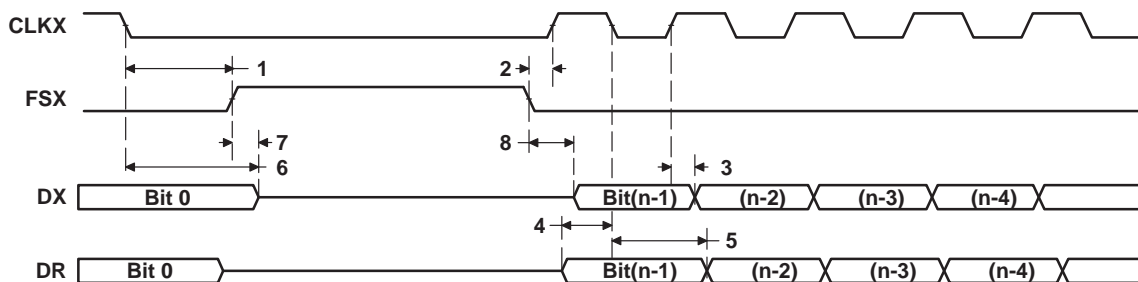 CLKX
1
2
FSX
7
8
6
3
DX
Bit 0
Bit(n-1)
(n-2)
(n-3)
(n-4)
4
5
DR
Bit 0
Bit(n-1)
(n-2)
(n-3)
(n-4)